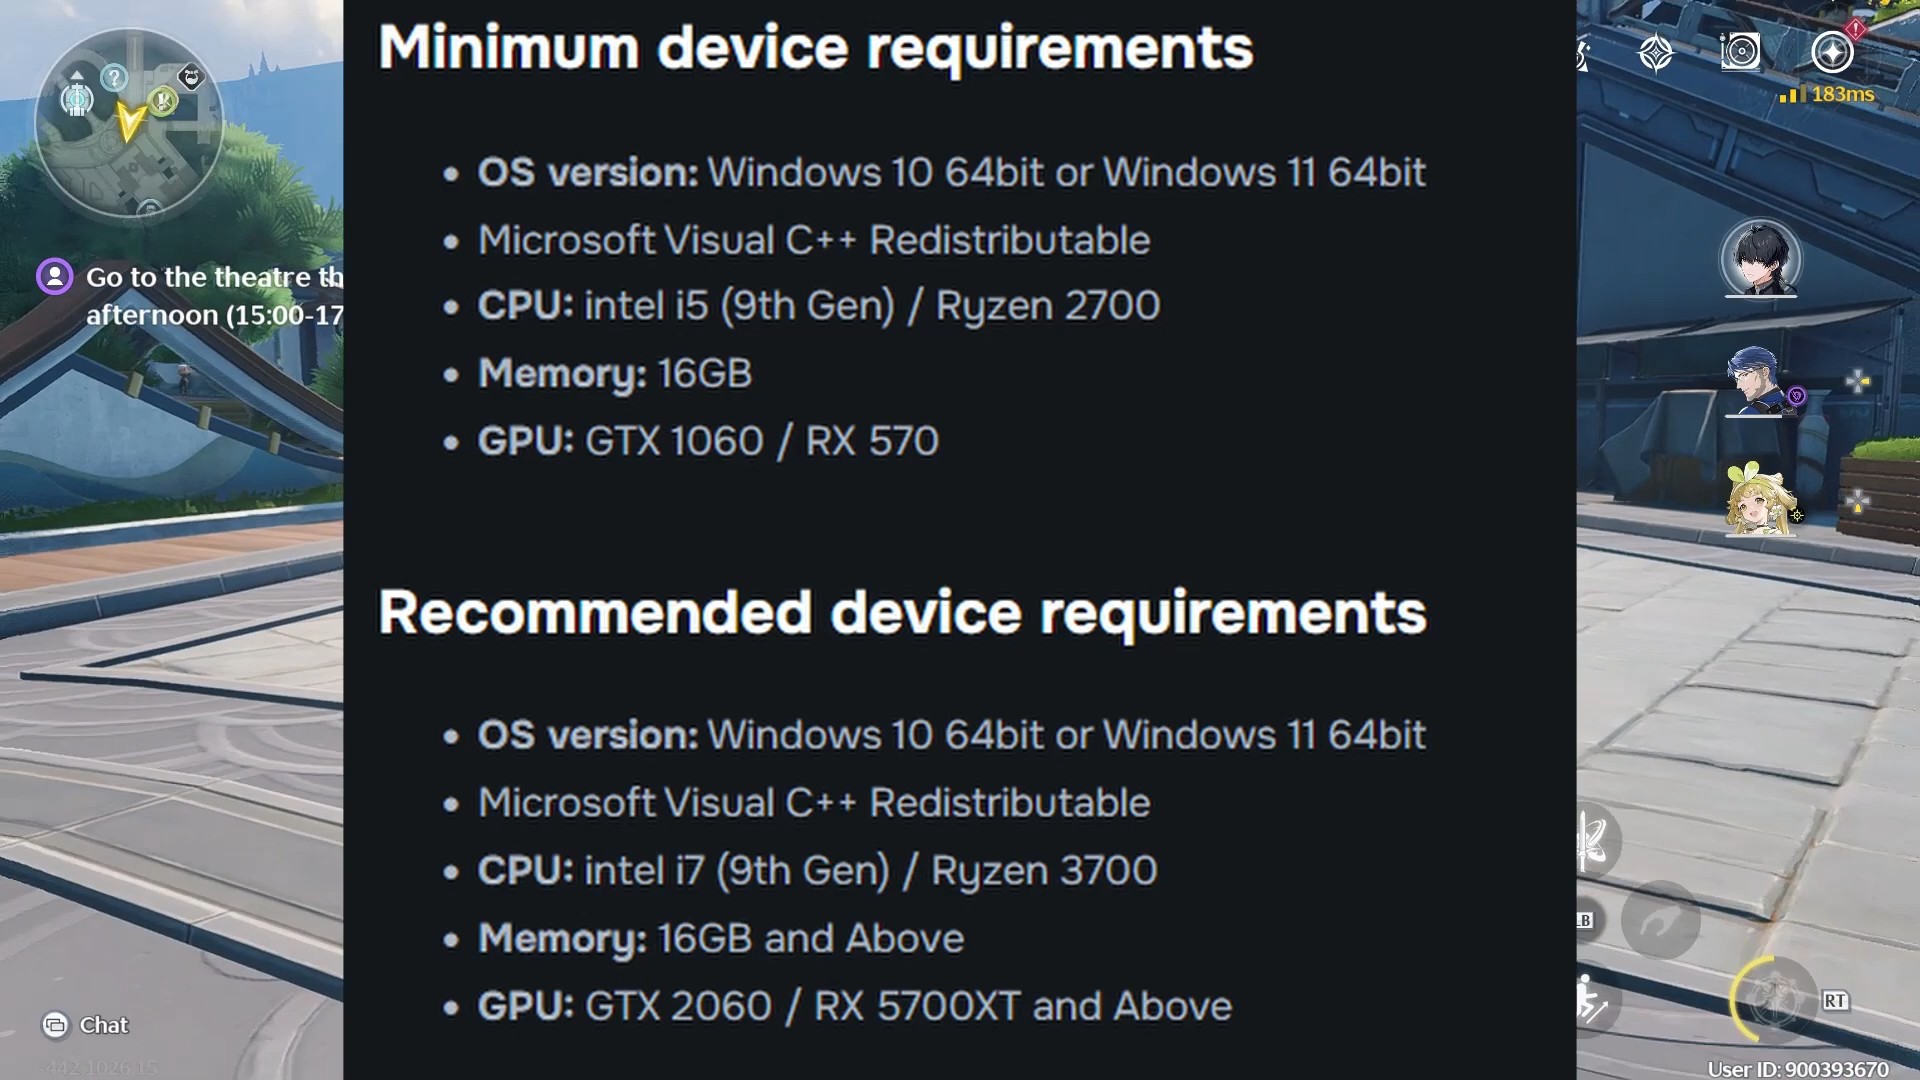 Minimum device requirements
183ms
OS version: Windows 10 64bit or Windows 11 64bit
Microsoft Visual C++ Redistributable
Go to the theatre th
afternoon (15:00-17
CPU: intel i5 (9th Gen) / Ryzen 2700
Memory: 16GB
GPU: GTX 1060 / RX 570
Recommended device requirements
OS version: Windows 10 64bit or Windows 11 64bit
Microsoft Visual C++ Redistributable
CPU: intel i7 (9th Gen) / Ryzen 3700
Memory: 16GB and Above
GPU: GTX 2060 / RX 5700XT and Above
B
RT
Chat
User ID: 900393670